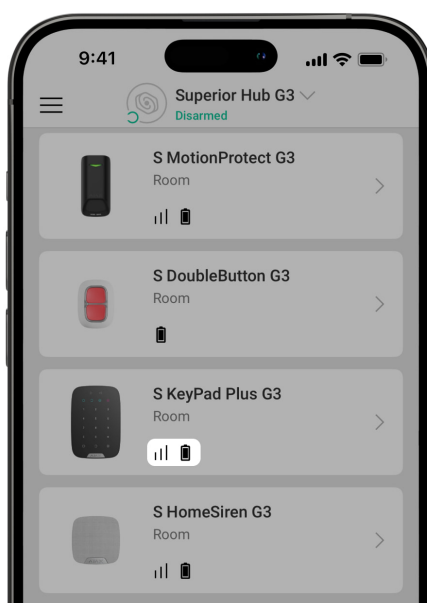 9:41
Superior Hub G3
Disarmed
S MotionProtect G3
Room
S DoubleButton G3
Room
S KeyPad Plus G3
Room
S HomeSiren G3
Room